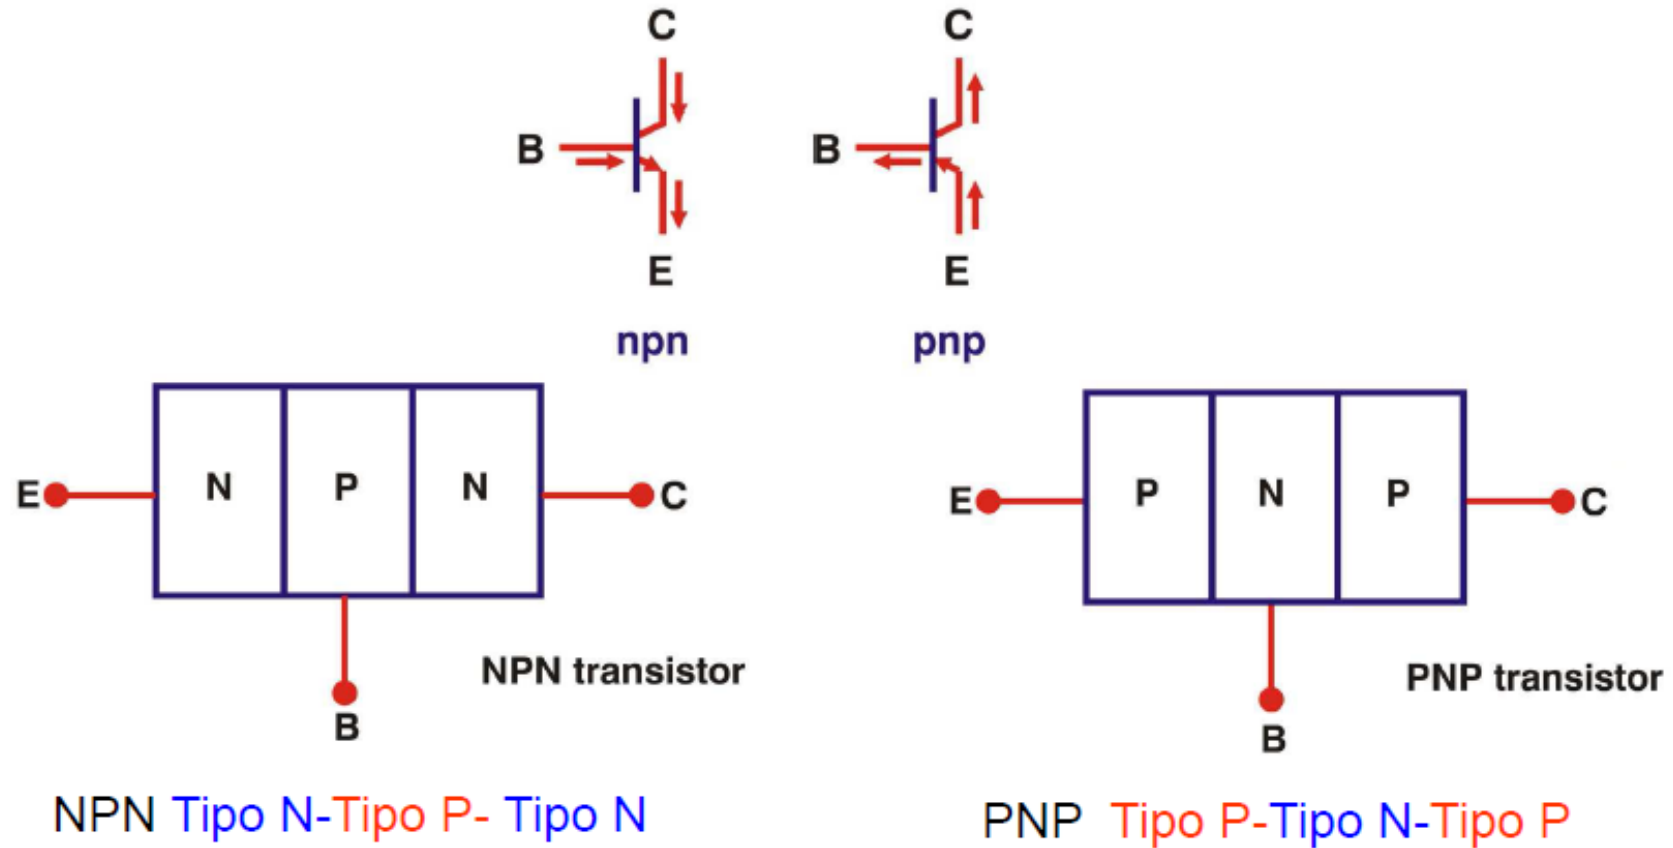 C
C
B
B
E
E
npn
pnp
E
N
P
N
C
E
P
N
P
C
NPN transistor
PNP transistor
B
B
NPN Tipo N-Tipo P- Tipo N
PNP Tipo P-Tipo N-Tipo P